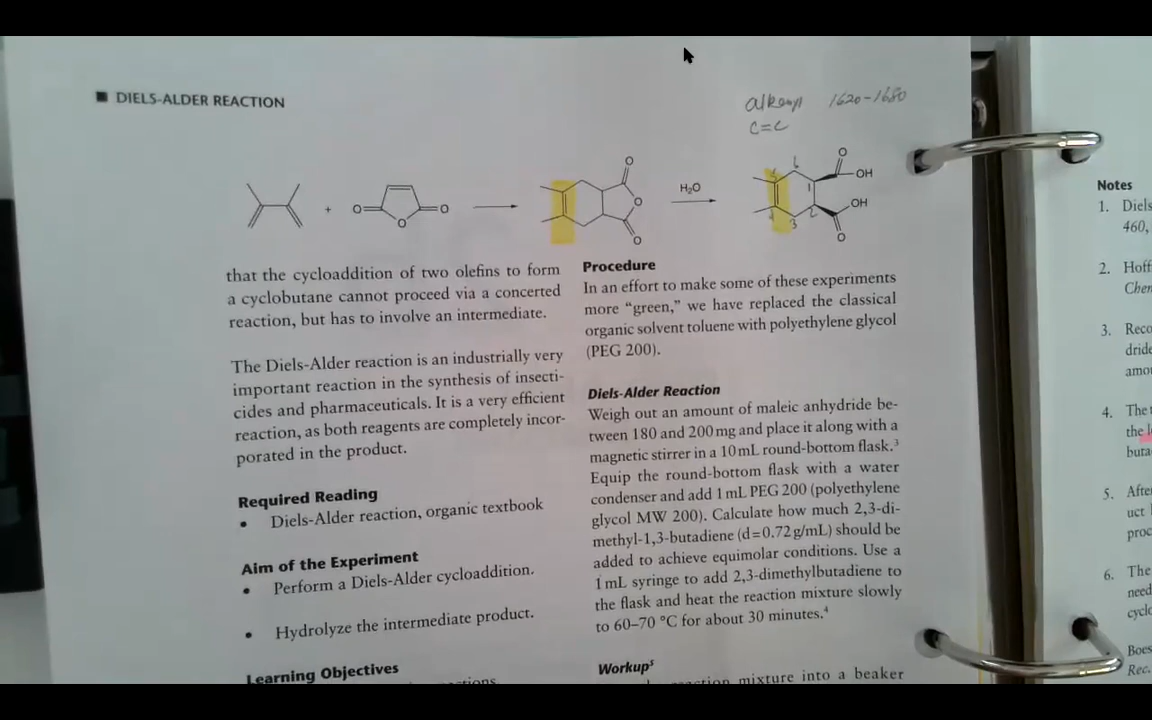 ■ DIELS-ALDER REACTION
1620-1680
C=C
O
OH
+
O
O
O
O
O
O
H₂O
1
2
3
6
OH
O
that the cycloaddition of two olefins to form
a cyclobutane cannot proceed via a concerted
reaction, but has to involve an intermediate.
The Diels-Alder reaction is an industrially very
important reaction in the synthesis of insecti-
cides and pharmaceuticals. It is a very efficient
reaction, as both reagents are completely incor-
porated in the product.
Required Reading
• Diels-Alder reaction, organic textbook
Aim of the Experiment
• Perform a Diels-Alder cycloaddition.
• Hydrolyze the intermediate product.
Learning Objectives
Procedure
In an effort to make some of these experiments
more “green,” we have replaced the classical
organic solvent toluene with polyethylene glycol
(PEG 200).
Diels-Alder Reaction
Weigh out an amount of maleic anhydride be-
tween 180 and 200 mg and place it along with a
magnetic stirrer in a 10 mL round-bottom flask.³
Equip the round-bottom flask with a water
condenser and add 1 mL PEG 200 (polyethylene
glycol MW 200). Calculate how much 2,3-di-
methyl-1,3-butadiene (d=0.72 g/mL) should be
added to achieve equimolar conditions. Use a
1 mL syringe to add 2,3-dimethylbutadiene to
the flask and heat the reaction mixture slowly
to 60–70 °C for about 30 minutes.⁴
Workup⁵
reaction mixture into a beaker
Notes
1. Diels
460,
2. Hoff
Chem
3. Reco
dride
amou
4. The t
the l
buta
5. After
uct
proc
6. The
need
cyclo
Boes
Rec.